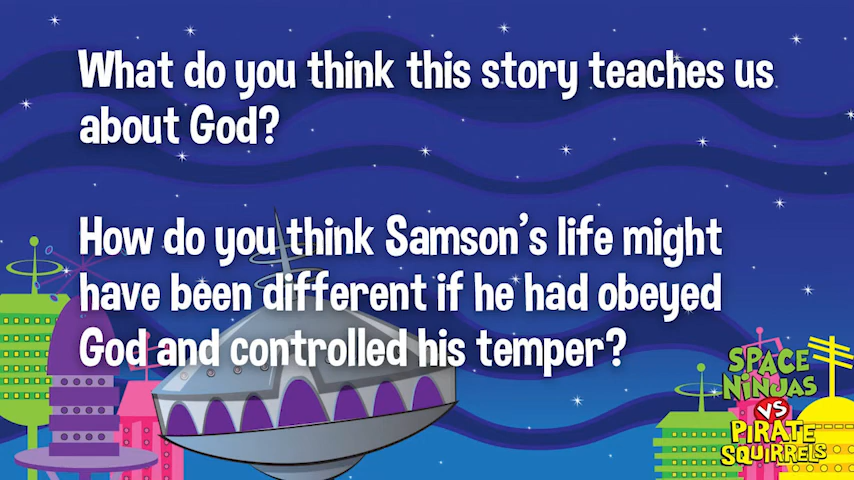 What do you think this story teaches us
about God?
How do you think Samson's life might
have been different if he had obeyed
God and controlled his temper?
SPACE
NiNJAS
VS
PiRATE
SQUiRRELS